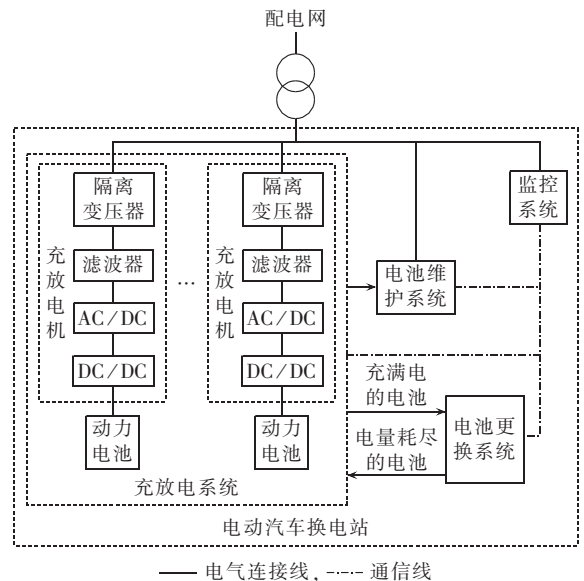 配电网
隔离
变压器
滤波器
AC/DC
DC/DC
充放电机
动力
电池
…
隔离
变压器
滤波器
AC/DC
DC/DC
充放电机
动力
电池
充放电系统
监控
系统
电池维
护系统
充满电
的电池
电量耗尽
的电池
电池更
换系统
电动汽车换电站
电气连接线, 通信线